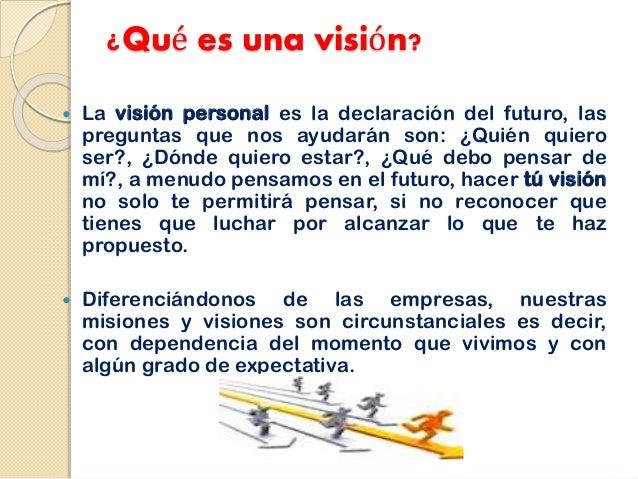 ¿Qué es una visión?
• La visión personal es la declaración del futuro, las
preguntas que nos ayudarán son: ¿Quién quiero
ser?, ¿Dónde quiero estar?, ¿Qué debo pensar de
mí?, a menudo pensamos en el futuro, hacer tú visión
no solo te permitirá pensar, si no reconocer que
tienes que luchar por alcanzar lo que te haz
propuesto.
• Diferenciándonos de las empresas, nuestras
misiones y visiones son circunstanciales es decir,
con dependencia del momento que vivimos y con
algún grado de expectativa.